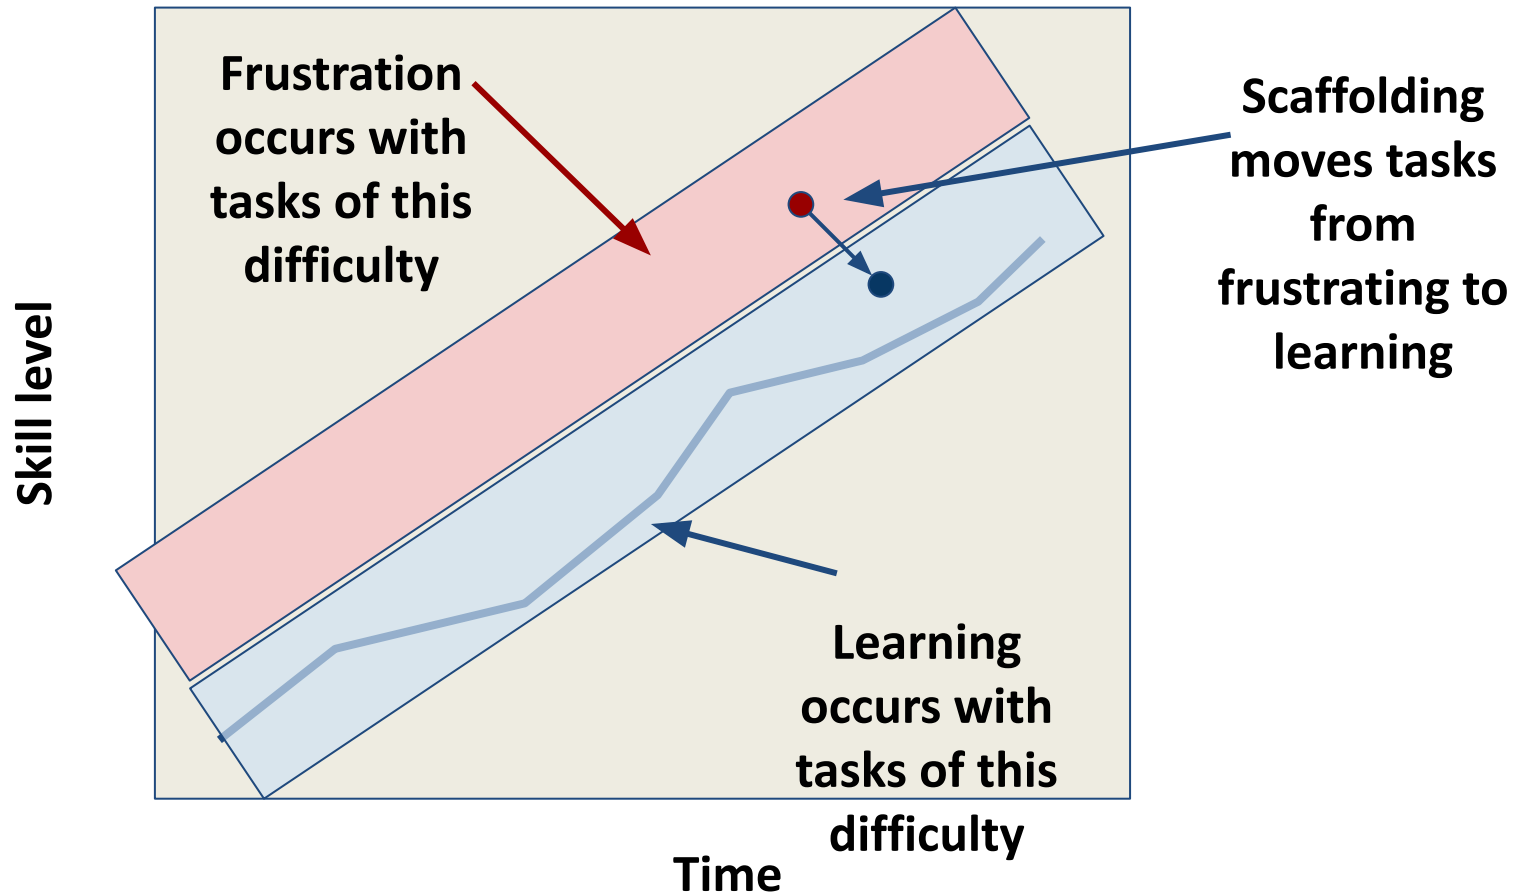 Frustration
occurs with
tasks of this
difficulty
Scaffolding
moves tasks
from
frustrating to
learning
Skill level
Learning
occurs with
tasks of this
difficulty
Time